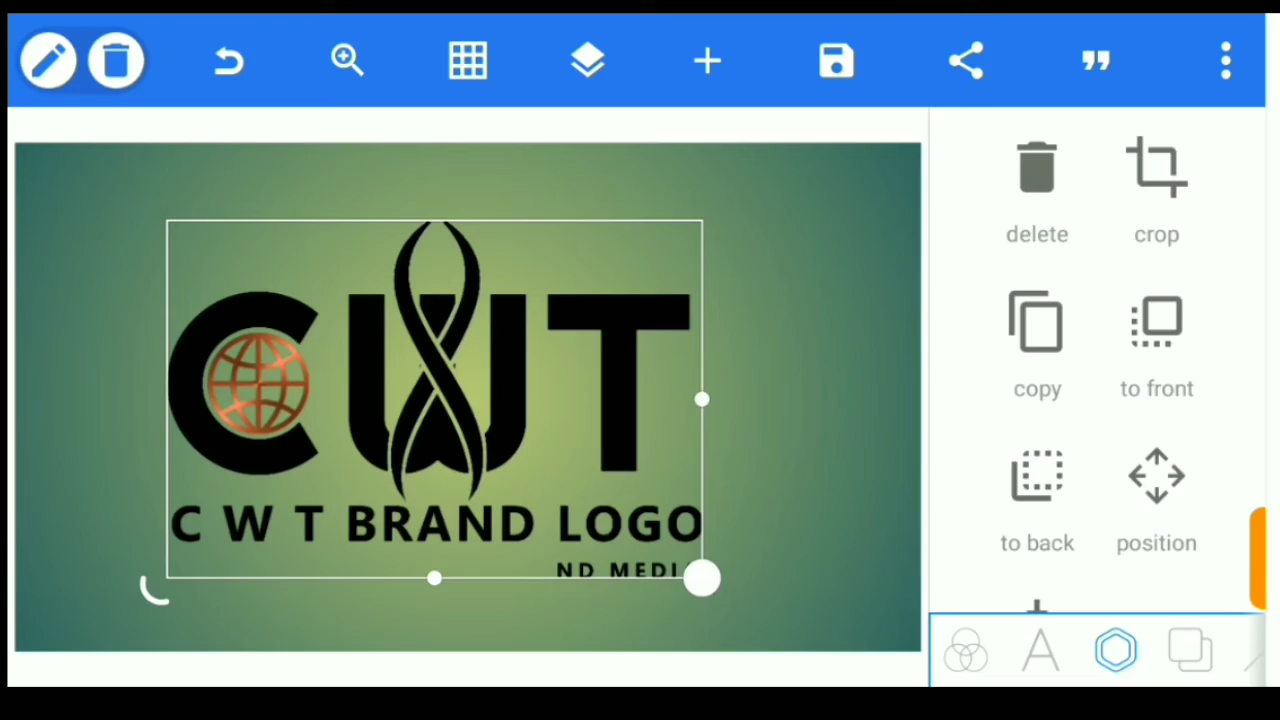 delete
crop
CWT
copy
to front
C W T BRAND LOGO
to back
position
ND MEDI